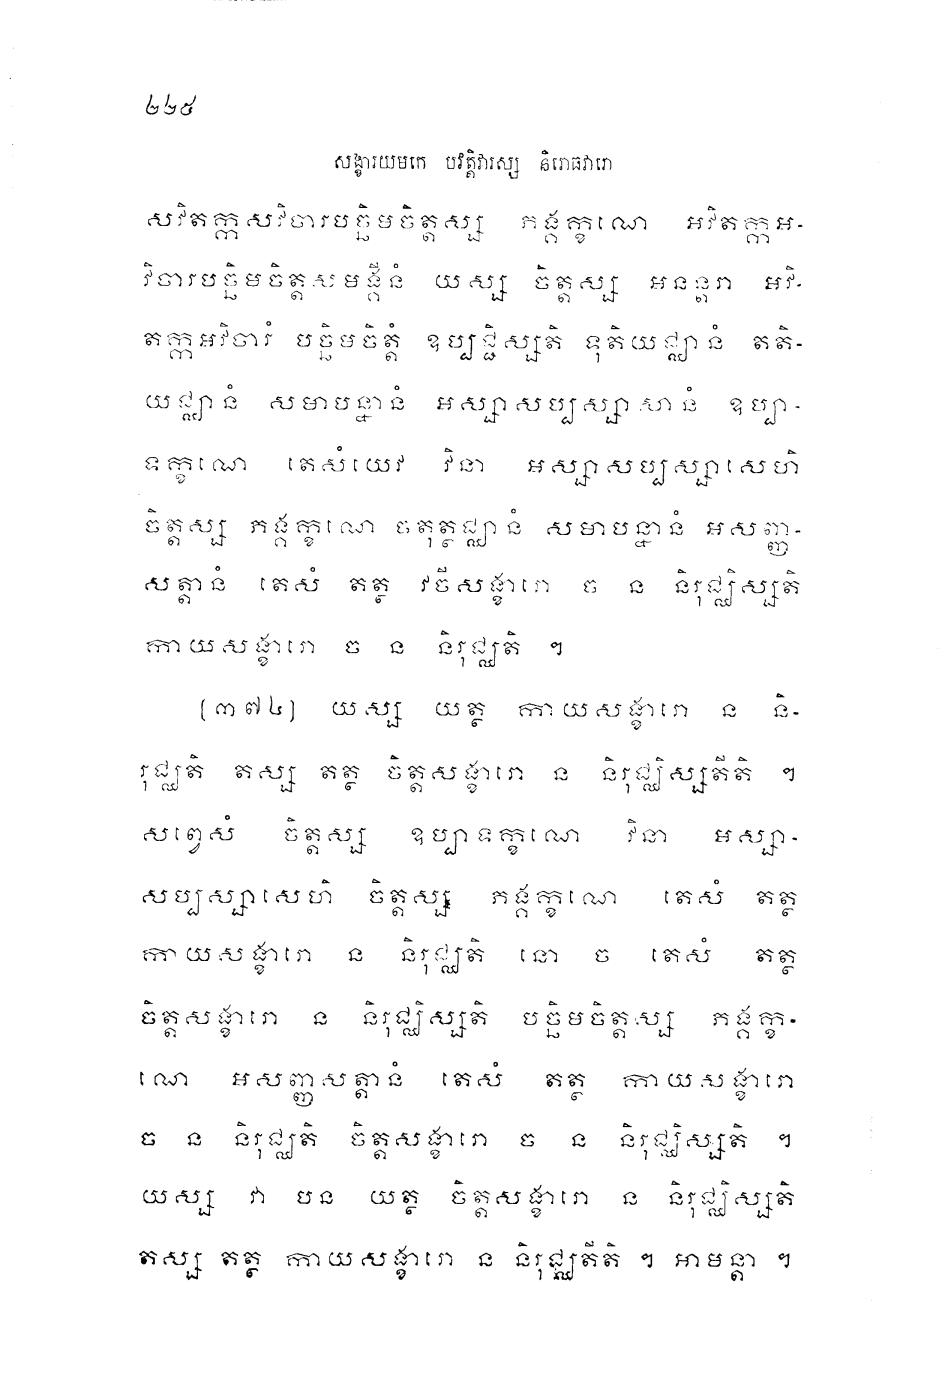 ២២៥
សង្ខារយមកេ បវត្តិវារស្ស និរោធវារោ
សវិតក្កសវិចារបច្ឆិមចិត្តស្ស ភង្គក្ខណេ អវិតក្កអ-
វិចារបច្ឆិមចិត្តសមង្គីនំ យស្ស ចិត្តស្ស អនន្តរា អវិ-
តក្កអវិចារំ បច្ឆិមចិត្តំ ឧប្បជ្ជិស្សតិ ទុតិយជ្ឈានំ តតិ-
យជ្ឈានំ សមាបន្នានំ អស្សាសប្បស្សាសានំ ឧប្បា-
ទក្ខណេ តេសំយេវ វិនា អស្សាសប្បស្សាសេហិ
ចិត្តស្ស ភង្គក្ខណេ ចតុត្ថជ្ឈានំ សមាបន្នានំ អសញ្ញ-
សត្តានំ តេសំ តត្ថ វចីសង្ខារោ ច ន និរុជ្ឈិស្សតិ
កាយសង្ខារោ ច ន និរុជ្ឈតិ ។
[៣៧៤] យស្ស យត្ថ កាយសង្ខារោ ន និ-
រុជ្ឈតិ តស្ស តត្ថ ចិត្តសង្ខារោ ន និរុជ្ឈិស្សតីតិ ។
សព្វេសំ ចិត្តស្ស ឧប្បាទក្ខណេ វិនា អស្សា-
សប្បស្សាសេហិ ចិត្តស្ស ភង្គក្ខណេ តេសំ តត្ថ
កាយសង្ខារោ ន និរុជ្ឈតិ នោ ច តេសំ តត្ថ
ចិត្តសង្ខារោ ន និរុជ្ឈិស្សតិ បច្ឆិមចិត្តស្ស ភង្គក្ខ-
ណេ អសញ្ញសត្តានំ តេសំ តត្ថ កាយសង្ខារោ
ច ន និរុជ្ឈតិ ចិត្តសង្ខារោ ច ន និរុជ្ឈិស្សតិ ។
យស្ស វា បន យត្ថ ចិត្តសង្ខារោ ន និរុជ្ឈិស្សតិ
តស្ស តត្ថ កាយសង្ខារោ ន និរុជ្ឈតីតិ ។ អាមន្តា ។